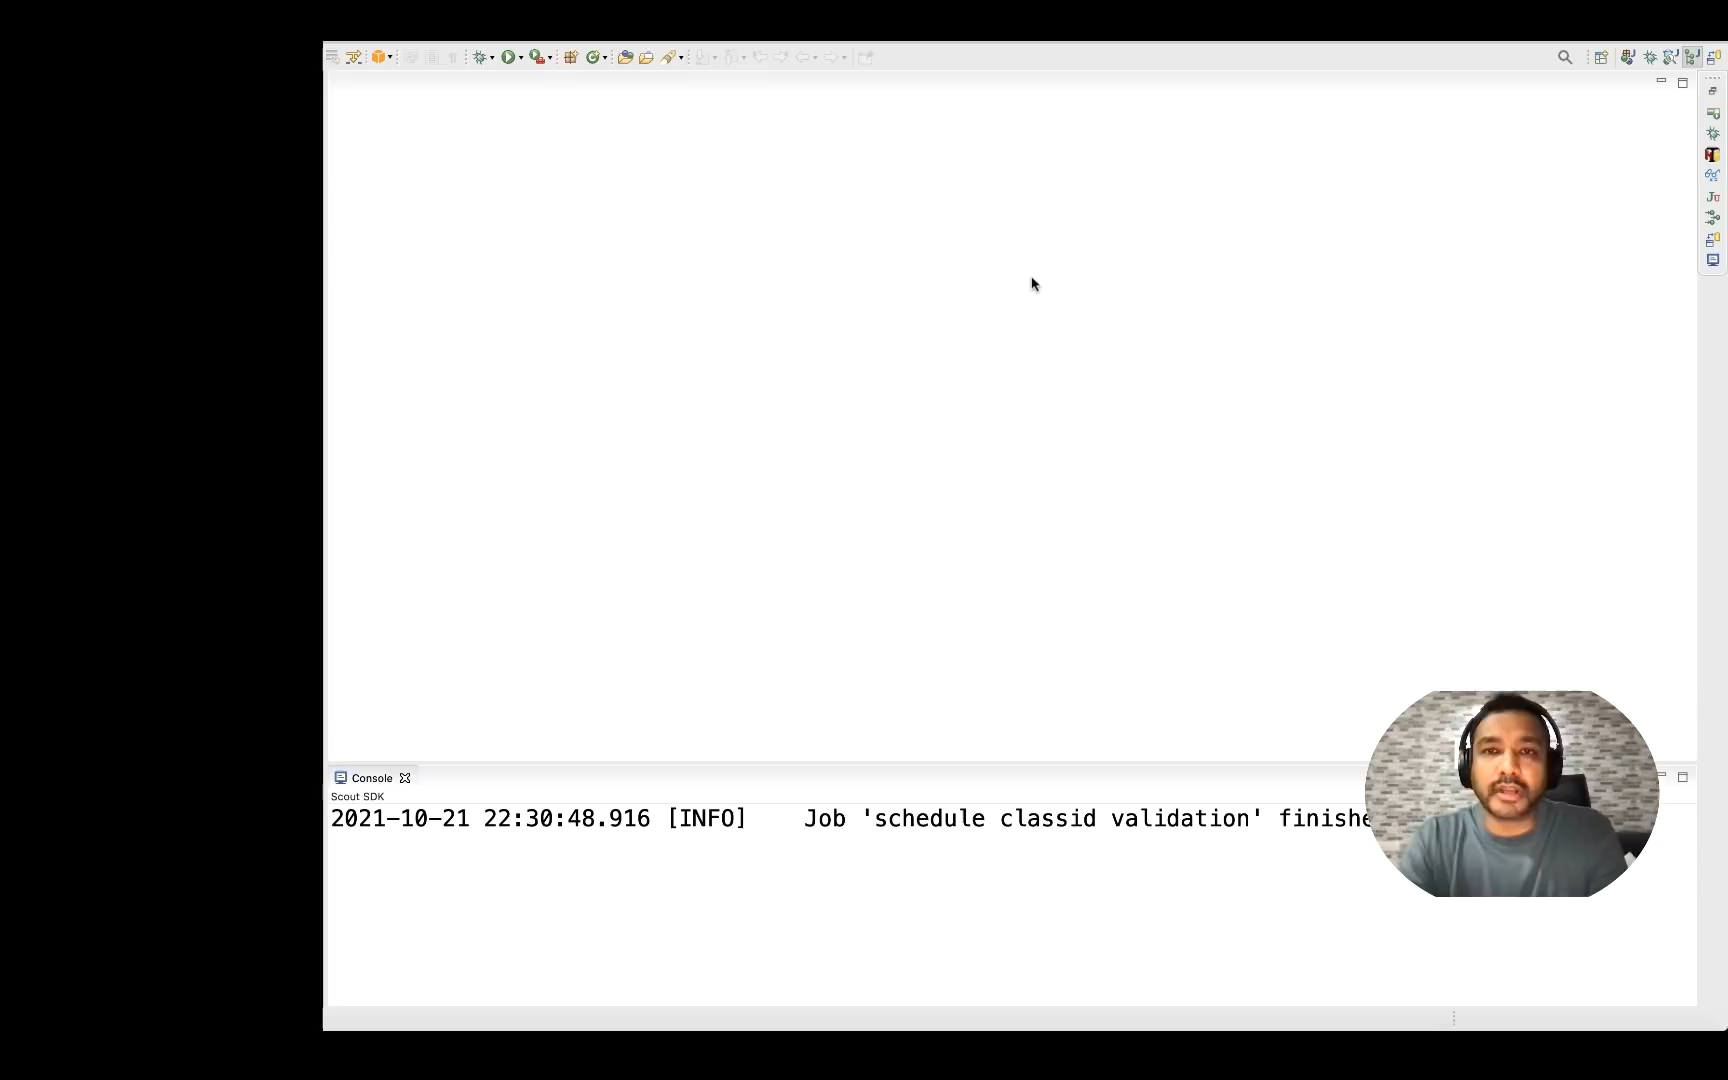 Console
Scout SDK
2021-10-21 22:30:48.916 [INFO]    Job 'schedule classid validation' finishe